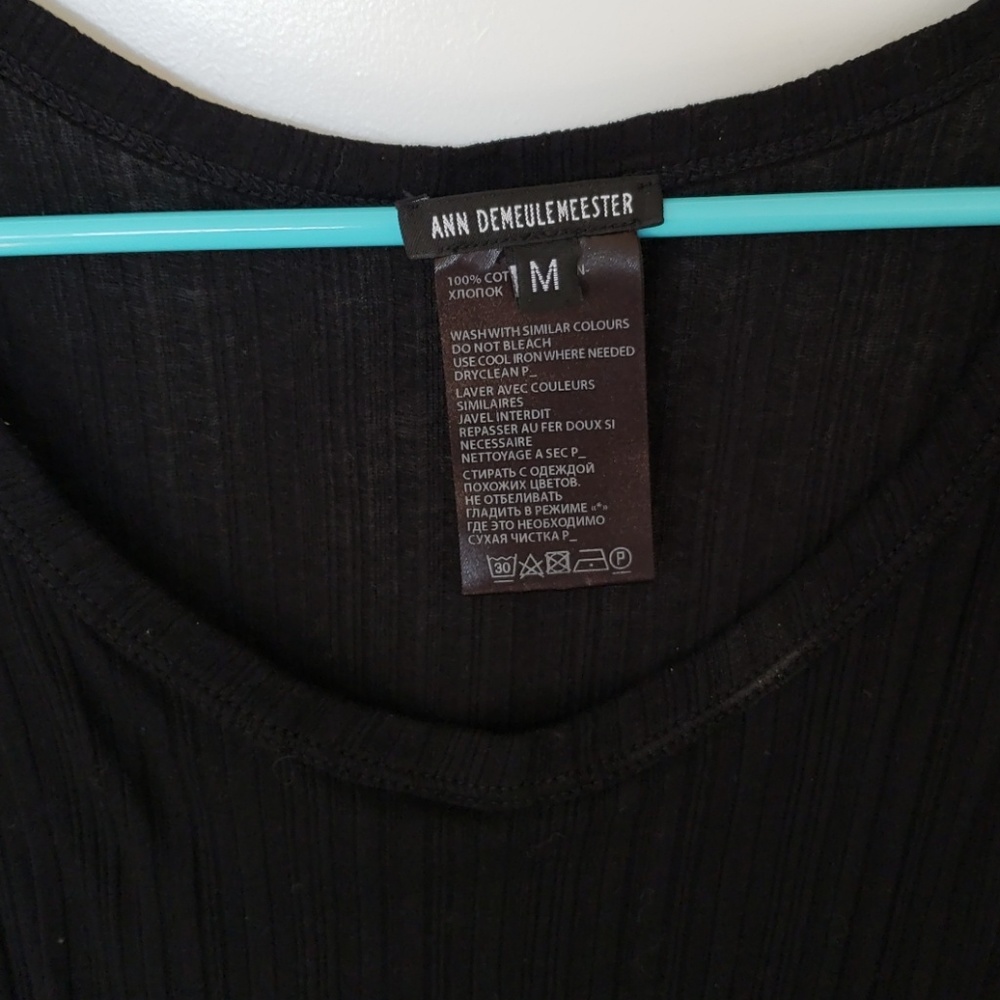 ANN DEMEULEMEESTER
M
100% COT N
ХЛОПОК
WASH WITH SIMILAR COLOURS
DO NOT BLEACH
USE COOL IRON WHERE NEEDED
DRYCLEAN P_
LAVER AVEC COULEURS
SIMILAIRES
JAVEL INTERDIT
REPASSER AU FER DOUX SI
NECESSAIRE
NETTOYAGE A SEC P_
СТИРАТЬ С ОДЕЖДОЙ
ПОХОЖИХ ЦВЕТОВ.
НЕ ОТБЕЛИВАТЬ
ГЛАДИТЬ В РЕЖИМЕ «*»
ГДЕ ЭТО НЕОБХОДИМО
СУХАЯ ЧИСТКА P_
30 P